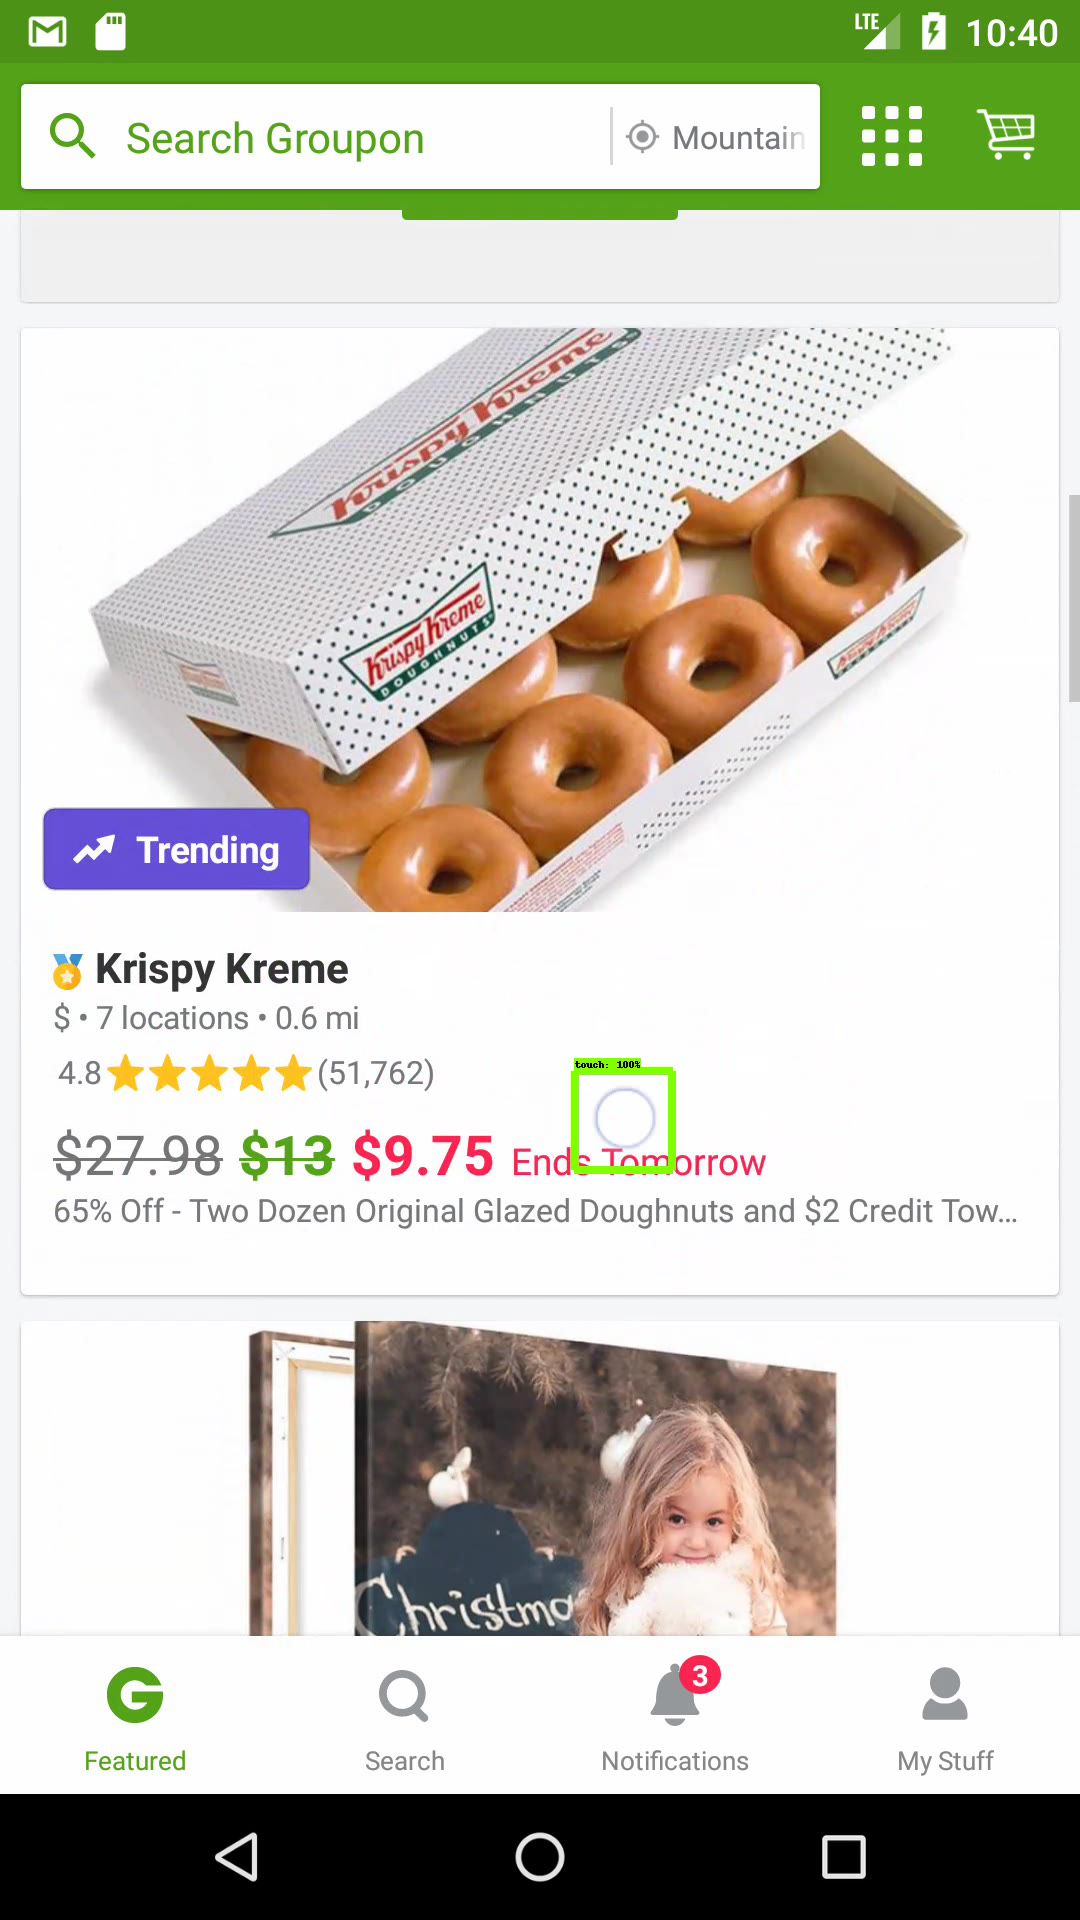 LTE 10:40
Search Groupon Mountain
Krispy Kreme
DOUGHNUTS
Krispy Kreme
DOUGHNUTS
Trending
Krispy Kreme
$ • 7 locations • 0.6 mi
4.8 (51,762)
touch: 100%
$27.98 $13 $9.75 Ends Tomorrow
65% Off - Two Dozen Original Glazed Doughnuts and $2 Credit Tow...
Christma
3
Featured Search Notifications My Stuff